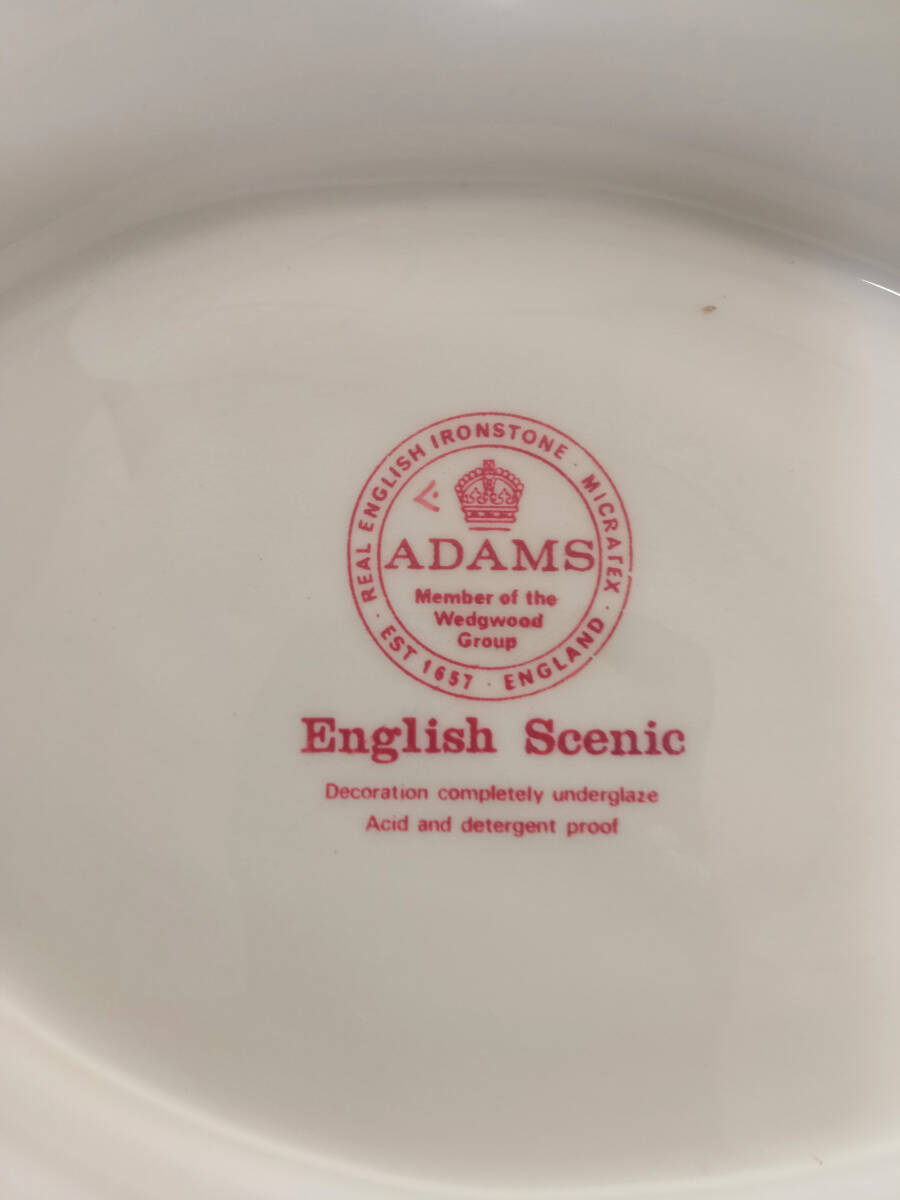 REAL ENGLISH IRONSTONE · MICRATEX ·
EST 1657 · ENGLAND ·
ADAMS
Member of the
Wedgwood
Group
English Scenic
Decoration completely underglaze
Acid and detergent proof